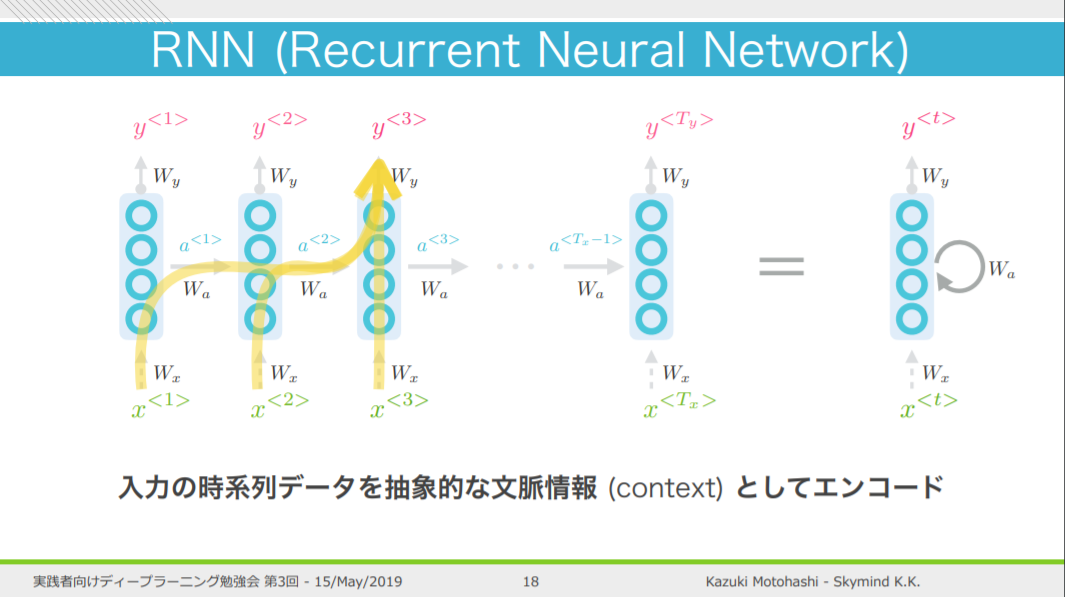 RNN (Recurrent Neural Network)
y<1> y<2> y<3> y<Ty> y<t>
Wy Wy Wy Wy Wy
a<1> a<2> a<3> a<Tx−1>
Wa Wa Wa ... Wa = Wa
Wx Wx Wx Wx Wx
x<1> x<2> x<3> x<Tx> x<t>
入力の時系列データを抽象的な文脈情報 (context) としてエンコード
実践者向けディープラーニング勉強会 第3回 - 15/May/2019 18 Kazuki Motohashi - Skymind K.K.